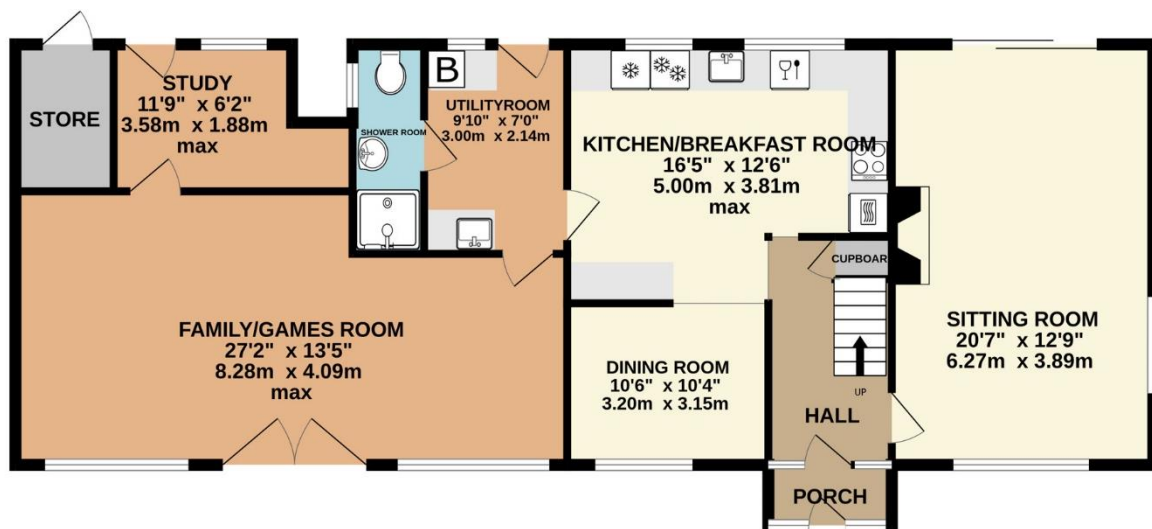 STORE
STUDY
11'9" x 6'2"
3.58m x 1.88m
max
SHOWER ROOM
B
UTILITYROOM
9'10" x 7'0"
3.00m x 2.14m
KITCHEN/BREAKFAST ROOM
16'5" x 12'6"
5.00m x 3.81m
max
CUPBOAR
FAMILY/GAMES ROOM
27'2" x 13'5"
8.28m x 4.09m
max
DINING ROOM
10'6" x 10'4"
3.20m x 3.15m
UP
HALL
SITTING ROOM
20'7" x 12'9"
6.27m x 3.89m
PORCH